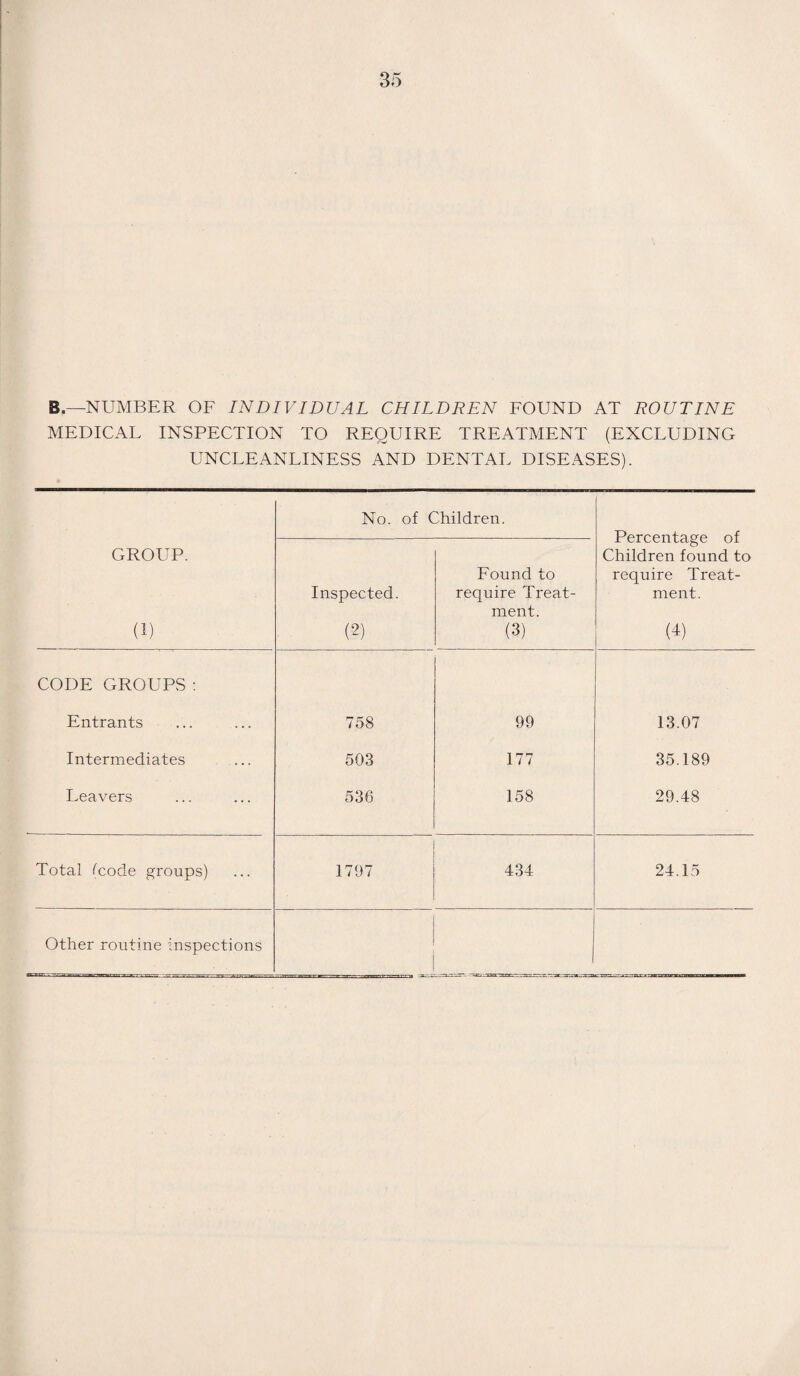 35
B.—NUMBER OF INDIVIDUAL CHILDREN FOUND AT ROUTINE
MEDICAL INSPECTION TO REQUIRE TREATMENT (EXCLUDING
UNCLEANLINESS AND DENTAL DISEASES).
GROUP.
(1)
No. of Children.
Inspected.
(2)
Found to
require Treat-
ment.
(3)
Percentage of
Children found to
require Treat-
ment.
(4)
CODE GROUPS :
Entrants ... ... 758 99 13.07
Intermediates ... 503 177 35.189
Leavers ... ... 536 158 29.48
Total (code groups) ... 1797 434 24.15
Other routine inspections